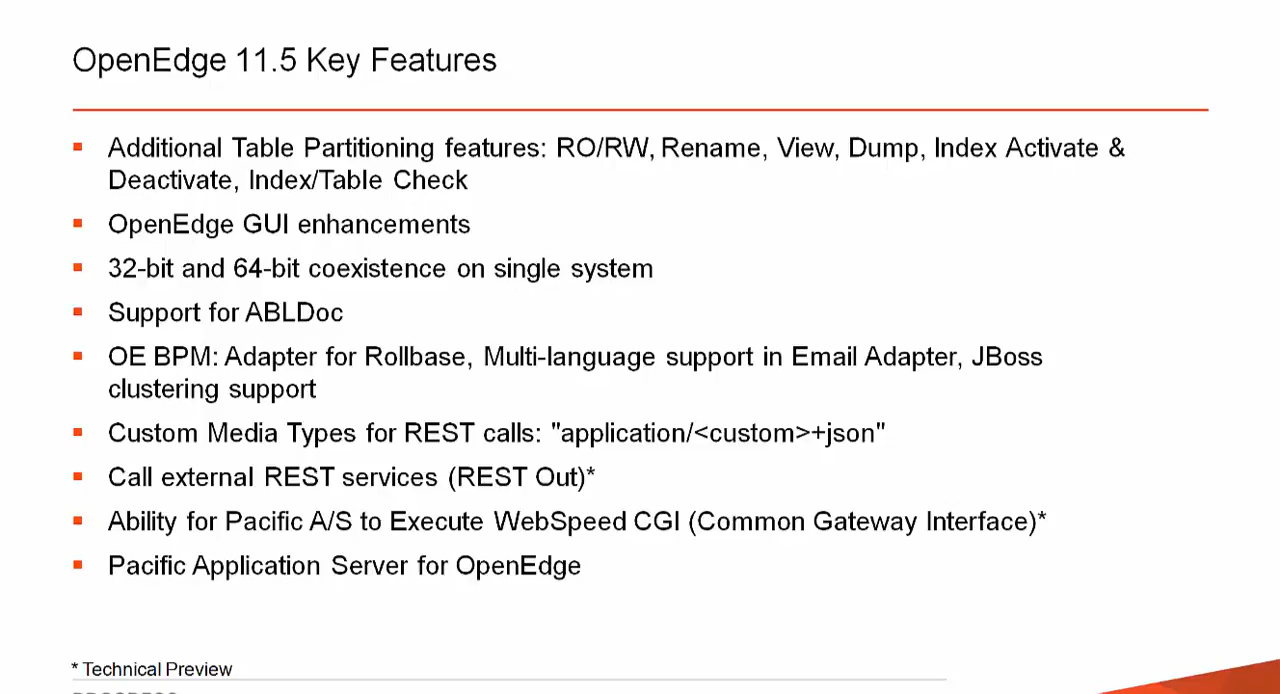 OpenEdge 11.5 Key Features
Additional Table Partitioning features: RO/RW, Rename, View, Dump, Index Activate &
Deactivate, Index/Table Check
OpenEdge GUI enhancements
32-bit and 64-bit coexistence on single system
Support for ABLDoc
OE BPM: Adapter for Rollbase, Multi-language support in Email Adapter, JBoss
clustering support
Custom Media Types for REST calls: "application/<custom>+json"
Call external REST services (REST Out)*
Ability for Pacific A/S to Execute WebSpeed CGI (Common Gateway Interface)*
Pacific Application Server for OpenEdge
* Technical Preview